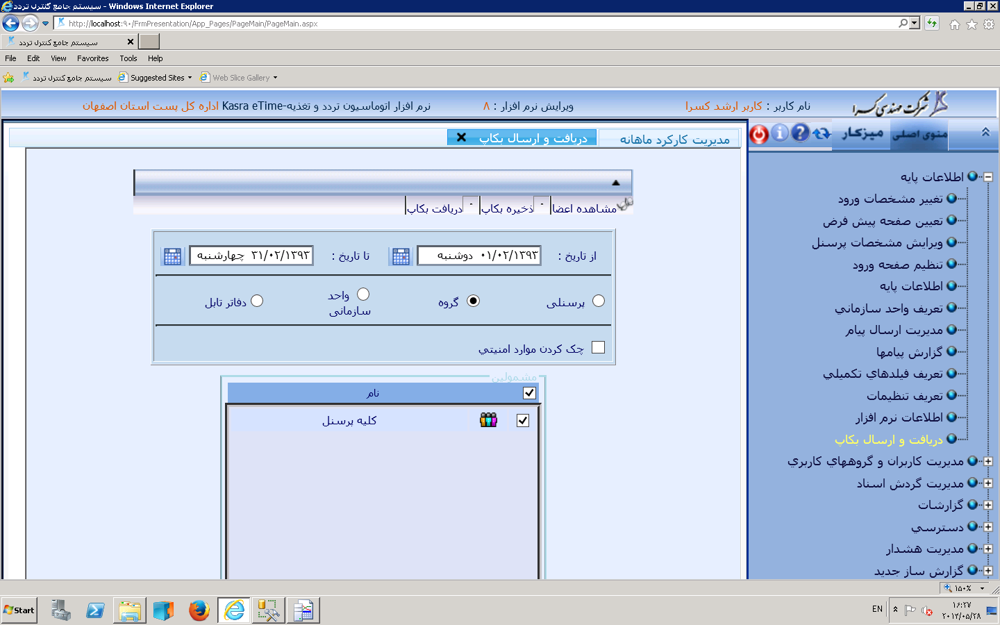 سیستم جامع کنترل تردد - Windows Internet Explorer
http://localhost:۹۰/FrmPresentation/App_Pages/PageMain/PageMain.aspx
سیستم جامع کنترل تردد
File Edit View Favorites Tools Help
سیستم جامع کنترل تردد Suggested Sites Web Slice Gallery
شرکت مهندسی کسرا
نام کاربر : کاربر ارشد کسرا
ویرایش نرم افزار : ۸
نرم افزار اتوماسیون تردد و تغذیه-Kasra eTime اداره کل پست استان اصفهان
منوی اصلی میزکار
مدیریت کارکرد ماهانه
دریافت و ارسال بکاپ
مشاهده اعضا ذخیره بکاپ دریافت بکاپ
از تاریخ : ۰۱/۰۲/۱۳۹۳ دوشنبه تا تاریخ : ۳۱/۰۲/۱۳۹۳ چهارشنبه
پرسنلی گروه واحد سازمانی دفاتر تابل
چک کردن موارد امنیتي
مشمولین
نام
کلیه پرسنل
اطلاعات پایه
تغییر مشخصات ورود
تعیین صفحه پیش فرض
ویرایش مشخصات پرسنل
تنظیم صفحه ورود
اطلاعات پایه
تعریف واحد سازماني
مدیریت ارسال پیام
گزارش پیامها
تعریف فیلدهاي تکمیلي
تعریف تنظیمات
اطلاعات نرم افزار
دریافت و ارسال بکاپ
مدیریت کاربران و گروههاي کاربري
مدیریت گردش اسناد
گزارشات
دسترسي
مدیریت هشدار
گزارش ساز جدید
۱۵۰%
Start
EN
۱۶:۲۷
۲۰۱۴/۰۵/۲۸